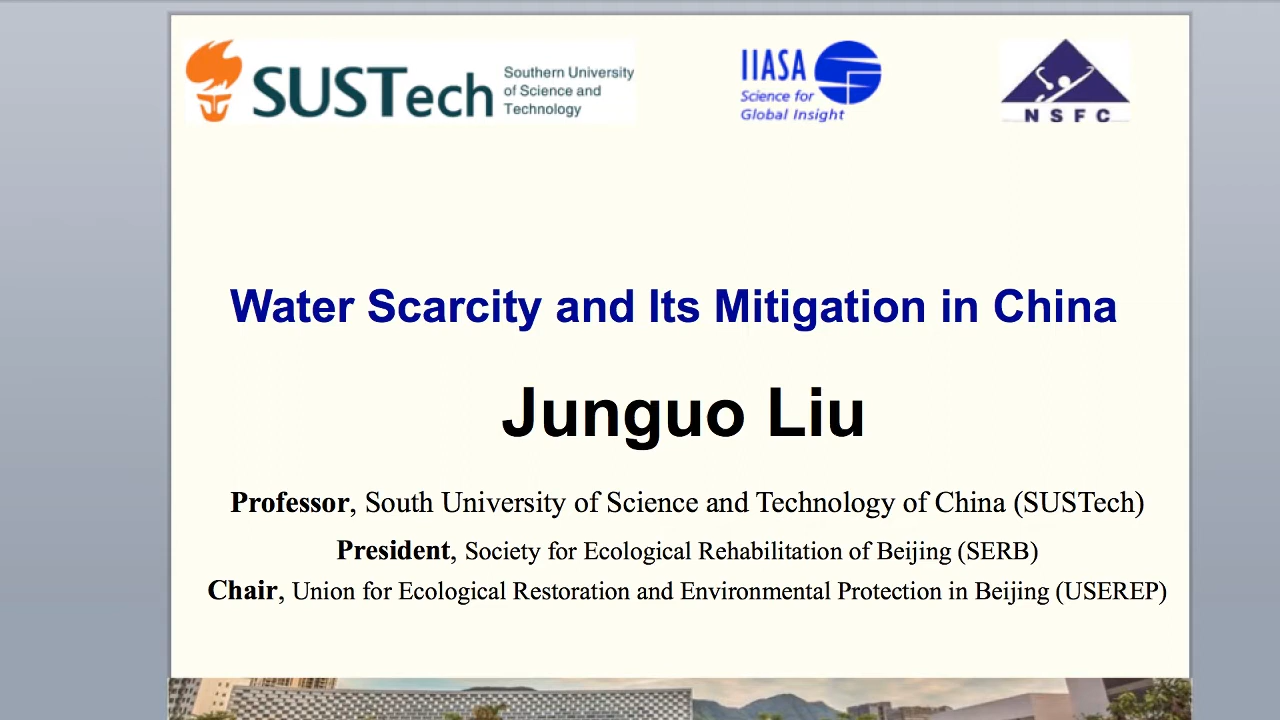 SUSTech
Southern University
of Science and
Technology
IIASA
Science for
Global Insight
NSFC
Water Scarcity and Its Mitigation in China
Junguo Liu
Professor, South University of Science and Technology of China (SUSTech)
President, Society for Ecological Rehabilitation of Beijing (SERB)
Chair, Union for Ecological Restoration and Environmental Protection in Beijing (USEREP)